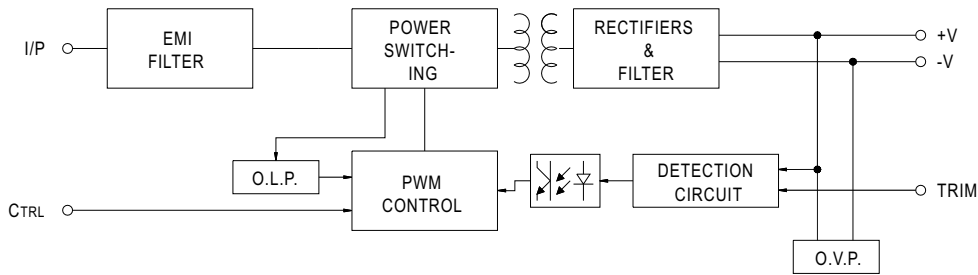 I/P
EMI
FILTER
POWER
SWITCH-
ING
RECTIFIERS
&
FILTER
+V
-V
O.L.P.
PWM
CONTROL
DETECTION
CIRCUIT
TRIM
CTRL
O.V.P.